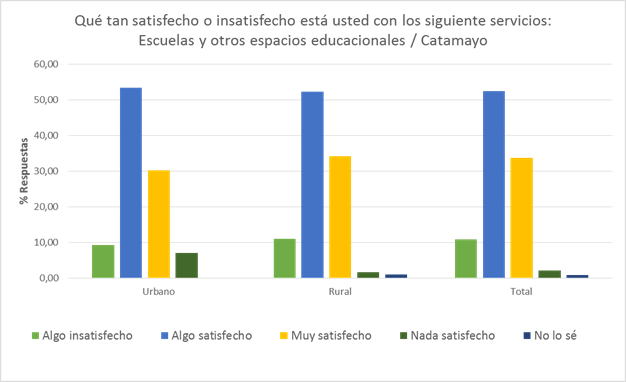 Qué tan satisfecho o insatisfecho está usted con los siguiente servicios:
Escuelas y otros espacios educacionales / Catamayo
% Respuestas
60,00
50,00
40,00
30,00
20,00
10,00
0,00
Urbano Rural Total
Algo insatisfecho Algo satisfecho Muy satisfecho Nada satisfecho No lo sé